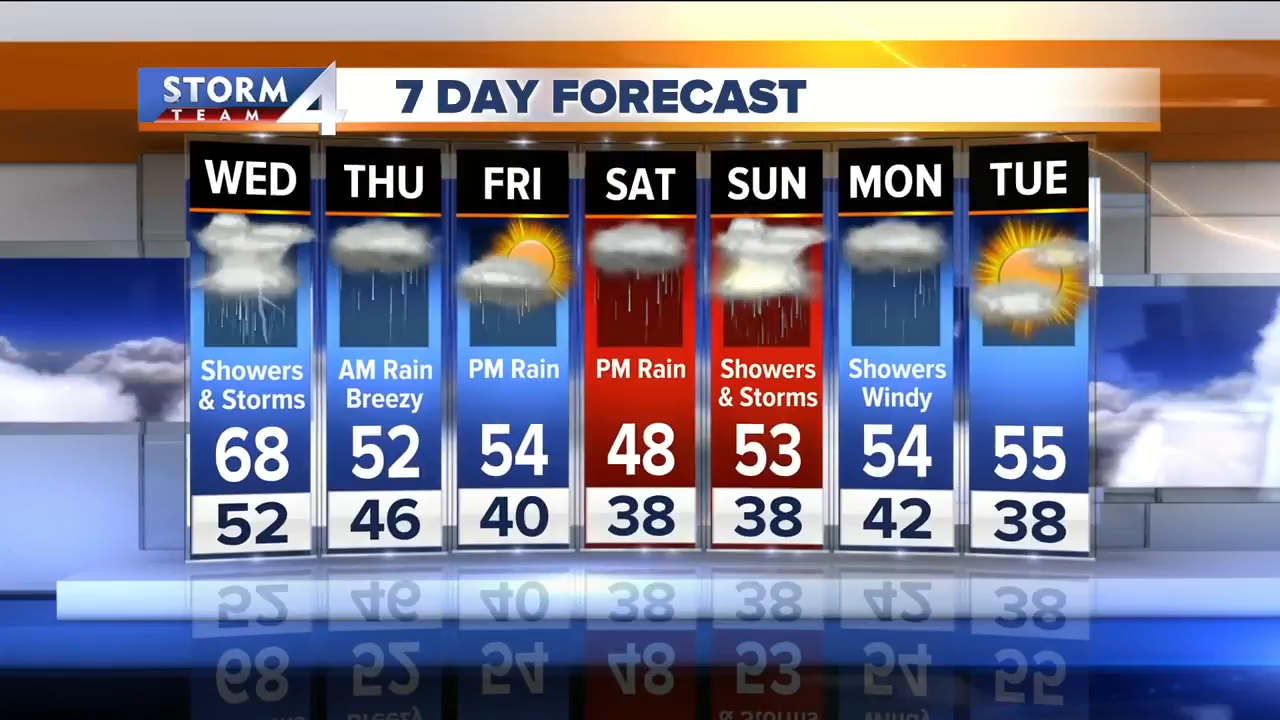 STORM
TEAM
4
7 DAY FORECAST
WED
THU
FRI
SAT
SUN
MON
TUE
Showers
& Storms
AM Rain
Breezy
PM Rain
PM Rain
Showers
& Storms
Showers
Windy
68
52
54
48
53
54
55
52
46
40
38
38
42
38